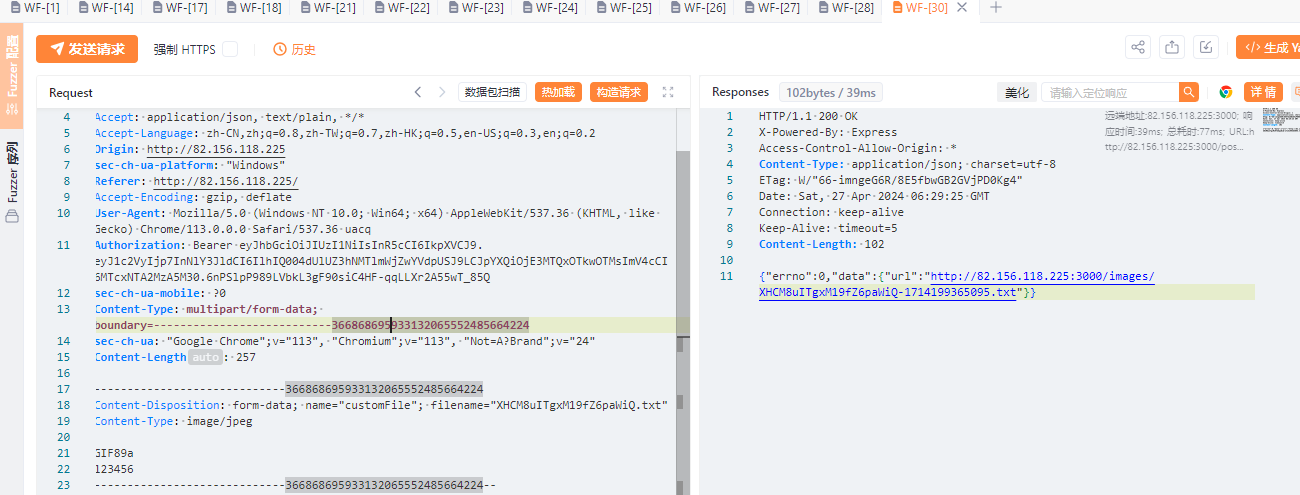 WF-[1] WF-[14] WF-[17] WF-[18] WF-[21] WF-[22] WF-[23] WF-[24] WF-[25] WF-[26] WF-[27] WF-[28] WF-[30]
Fuzzer 配置
Fuzzer 序列
发送请求 强制 HTTPS 历史 生成 Ya
Request 数据包扫描 热加载 构造请求
4 Accept: application/json, text/plain, */*
5 Accept-Language: zh-CN,zh;q=0.8,zh-TW;q=0.7,zh-HK;q=0.5,en-US;q=0.3,en;q=0.2
6 Origin: http://82.156.118.225
7 sec-ch-ua-platform: "Windows"
8 Referer: http://82.156.118.225/
9 Accept-Encoding: gzip, deflate
10 User-Agent: Mozilla/5.0 (Windows NT 10.0; Win64; x64) AppleWebKit/537.36 (KHTML, like
Gecko) Chrome/113.0.0.0 Safari/537.36 uacq
11 Authorization: Bearer
12 sec-ch-ua-mobile: ?0
13 Content-Type: multipart/form-data;
boundary=---------------------------366868695933132065552485664224
14 sec-ch-ua: "Google Chrome";v="113", "Chromium";v="113", "Not=A?Brand";v="24"
15 Content-Length auto : 257
16
17 -----------------------------366868695933132065552485664224
18 Content-Disposition: form-data; name="customFile"; filename="XHCM8uITgxM19fZ6paWiQ.txt"
19 Content-Type: image/jpeg
20
21 GIF89a
22 123456
23 -----------------------------366868695933132065552485664224--
Responses 102bytes / 39ms 美化 请输入定位响应 详情
1 HTTP/1.1 200 OK
2 X-Powered-By: Express
3 Access-Control-Allow-Origin: *
4 Content-Type: application/json; charset=utf-8
5 ETag: W/"66-imngeG6R/8E5fbwGB2GVjPD0Kg4"
6 Date: Sat, 27 Apr 2024 06:29:25 GMT
7 Connection: keep-alive
8 Keep-Alive: timeout=5
9 Content-Length: 102
10
11 {"errno":0,"data":{"url":"http://82.156.118.225:3000/images/
XHCM8uITgxM19fZ6paWiQ-1714199365095.txt"}}
远端地址:82.156.118.225:3000; 响
应时间:39ms; 总耗时:77ms; URL:h
ttp://82.156.118.225:3000/pos...